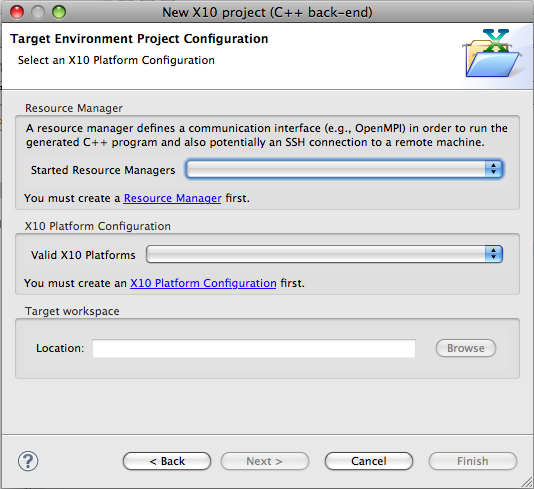 New X10 project (C++ back-end)
Target Environment Project Configuration
Select an X10 Platform Configuration
Resource Manager
A resource manager defines a communication interface (e.g., OpenMPI) in order to run the
generated C++ program and also potentially an SSH connection to a remote machine.
Started Resource Managers
You must create a Resource Manager first.
X10 Platform Configuration
Valid X10 Platforms
You must create an X10 Platform Configuration first.
Target workspace
Location:
Browse
?
< Back
Next >
Cancel
Finish